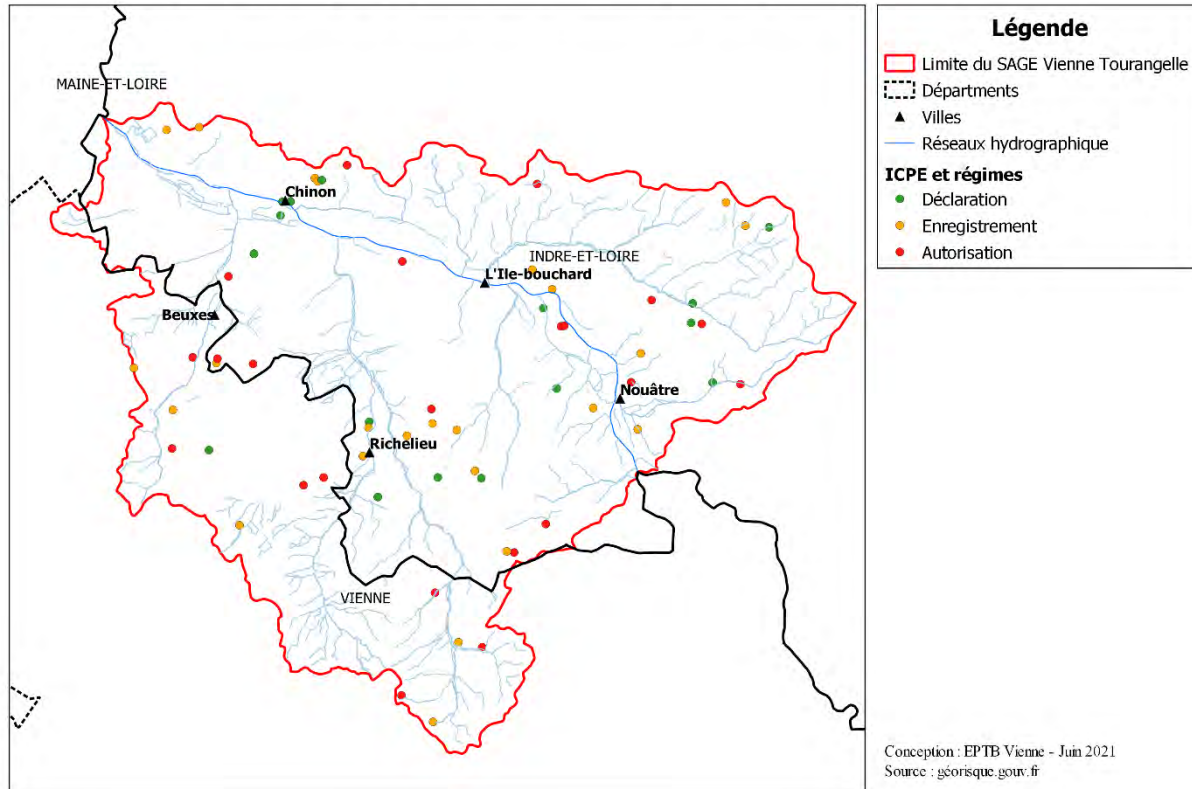 MAINE-ET-LOIRE
Chinon
INDRE-ET-LOIRE
L'Ile-bouchard
Beuxes
Nouâtre
Richelieu
VIENNE
Légende
Limite du SAGE Vienne Tourangelle
Départments
Villes
Réseaux hydrographique
ICPE et régimes
Déclaration
Enregistrement
Autorisation
Conception : EPTB Vienne - Juin 2021
Source : géorisque.gouv.fr